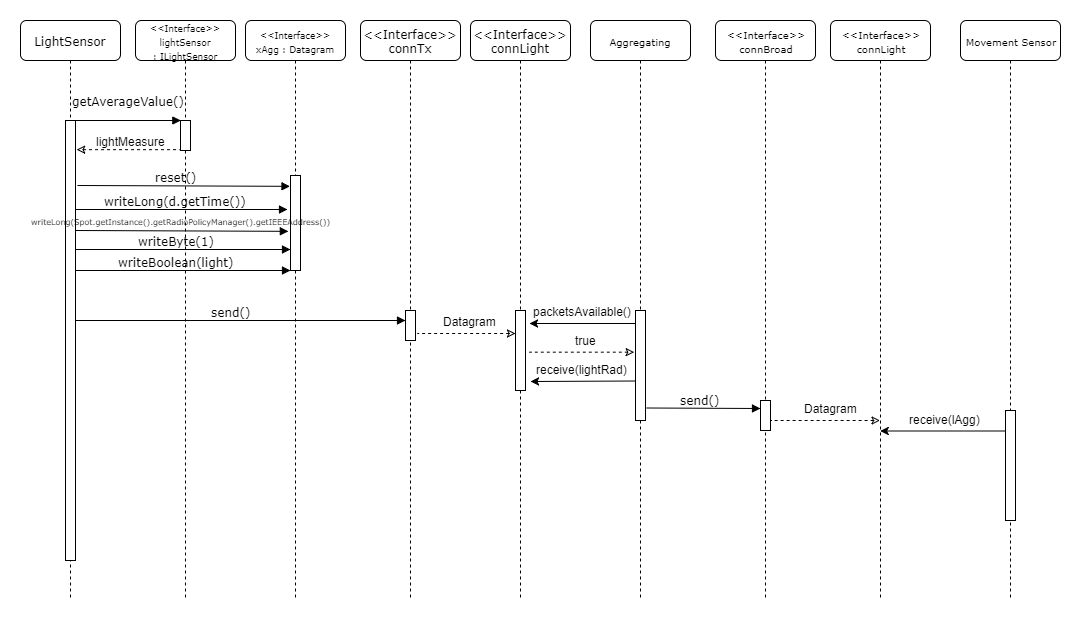 LightSensor
<<Interface>>
lightSensor
: ILightSensor
<<Interface>>
xAgg : Datagram
<<Interface>>
connTx
<<Interface>>
connLight
Aggregating
<<Interface>>
connBroad
<<Interface>>
connLight
Movement Sensor
getAverageValue()
lightMeasure
reset()
writeLong(d.getTime())
writeLong(Spot.getInstance().getRadioPolicyManager().getIEEEAddress())
writeByte(1)
writeBoolean(light)
send()
Datagram
packetsAvailable()
true
receive(lightRad)
send()
Datagram
receive(lAgg)